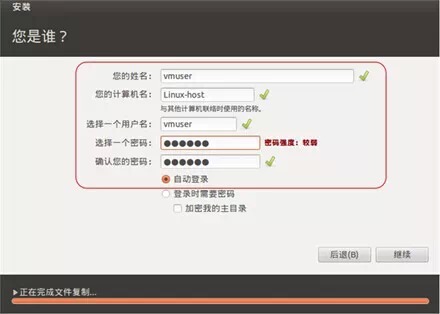 安装
您是谁？
您的姓名： vmuser
您的计算机名： Linux-host
与其他计算机联络时使用的名称。
选择一个用户名： vmuser
选择一个密码： ●●●●●● 密码强度：较弱
确认您的密码： ●●●●●●
自动登录
登录时需要密码
加密我的主目录
后退(B) 继续
▶正在完成文件复制...